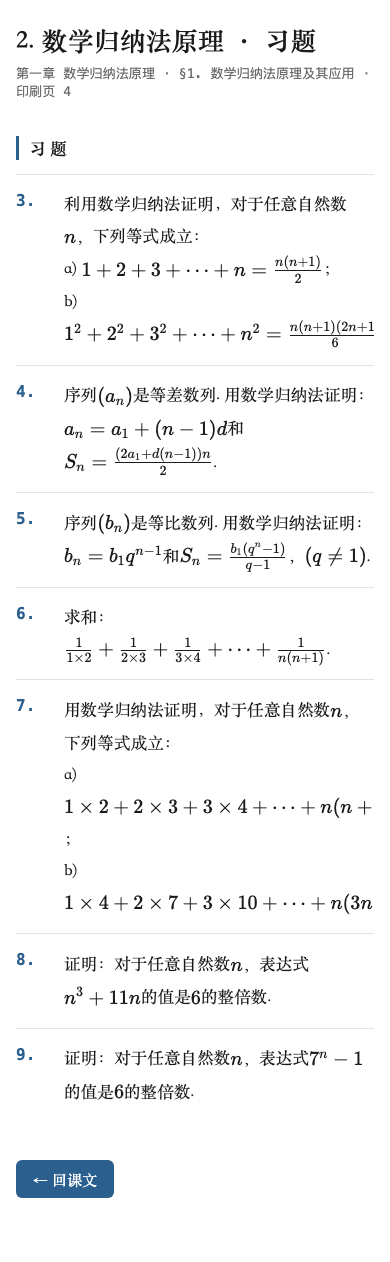 2. 数学归纳法原理 · 习题
第一章 数学归纳法原理 · §1. 数学归纳法原理及其应用 ·
印刷页 4
习题
3. 利用数学归纳法证明，对于任意自然数
n，下列等式成立：
a) 1 + 2 + 3 + ⋯ + n = n(n+1)/2；
b)
1² + 2² + 3² + ⋯ + n² = n(n+1)(2n+1/6
4. 序列(aₙ)是等差数列. 用数学归纳法证明：
aₙ = a₁ + (n − 1)d和
Sₙ = (2a₁+d(n−1))n/2.
5. 序列(bₙ)是等比数列. 用数学归纳法证明：
bₙ = b₁qⁿ⁻¹和Sₙ = b₁(qⁿ−1)/q−1，(q ≠ 1).
6. 求和：
1/1×2 + 1/2×3 + 1/3×4 + ⋯ + 1/n(n+1).
7. 用数学归纳法证明，对于任意自然数n，
下列等式成立：
a)
1 × 2 + 2 × 3 + 3 × 4 + ⋯ + n(n +
；
b)
1 × 4 + 2 × 7 + 3 × 10 + ⋯ + n(3n
8. 证明：对于任意自然数n，表达式
n³ + 11n的值是6的整倍数.
9. 证明：对于任意自然数n，表达式7ⁿ − 1
的值是6的整倍数.
← 回课文